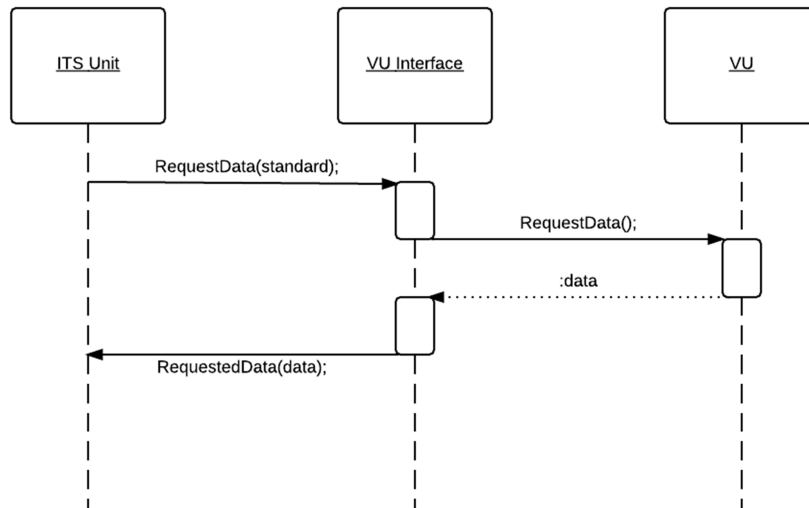 ITS Unit
VU Interface
VU
RequestData(standard);
RequestData();
:data
RequestedData(data);